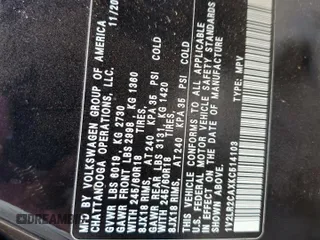 MFD BY VOLKSWAGEN GROUP OF AMERICA 11/20
CHATTANOOGA OPERATIONS, LLC.
GVWR LBS 6019, KG 2730
GAWR FRONT LBS 2998, KG 1360
WITH 245/60R18 TIRES,
8JX18 RIMS, AT 240 KPA/35 PSI COLD
GAWR REAR LBS 3131, KG 1420
WITH 245/60R18 TIRES,
8JX18 RIMS, AT 240 KPA/35 PSI COLD
THIS VEHICLE CONFORMS TO ALL APPLICABLE
FEDERAL MOTOR VEHICLE SAFETY STANDARDS
IN EFFECT ON THE DATE OF MANUFACTURE
SHOWN ABOVE.
TYPE: MPV